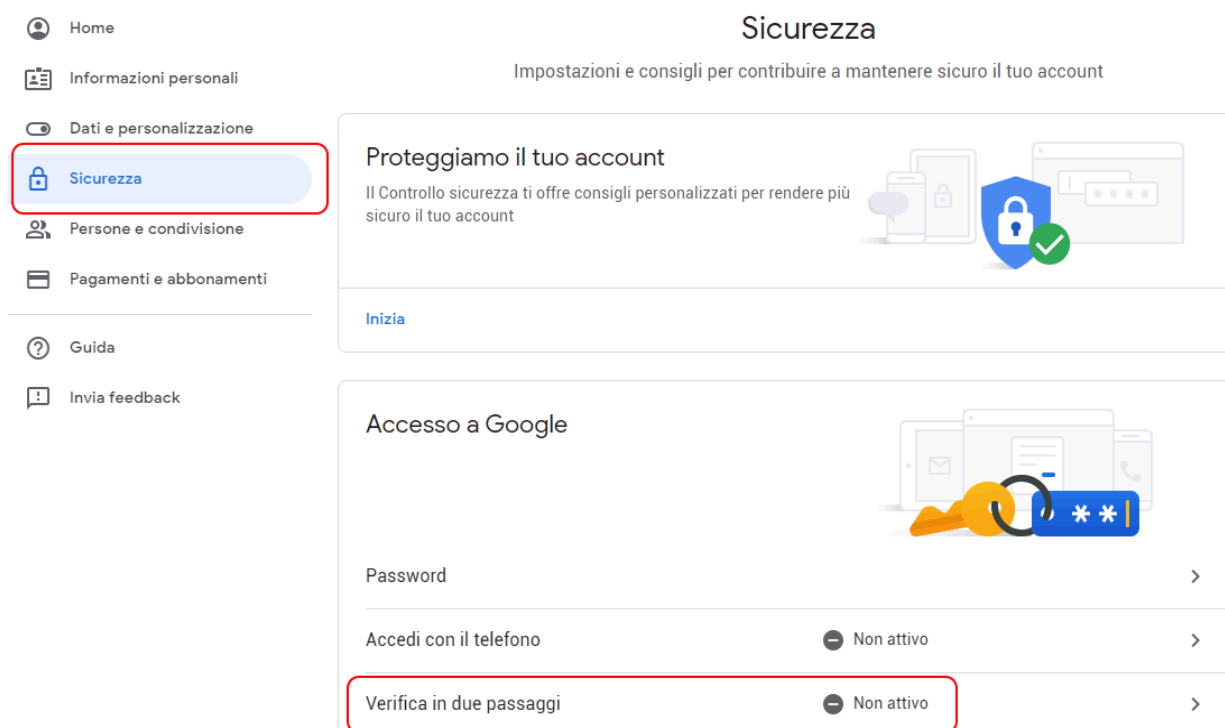 Home
Informazioni personali
Dati e personalizzazione
Sicurezza
Persone e condivisione
Pagamenti e abbonamenti
Guida
Invia feedback
Sicurezza
Impostazioni e consigli per contribuire a mantenere sicuro il tuo account
Proteggiamo il tuo account
Il Controllo sicurezza ti offre consigli personalizzati per rendere più
sicuro il tuo account
* * * *
Inizia
Accesso a Google
* *
Password
Accedi con il telefono Non attivo
Verifica in due passaggi Non attivo